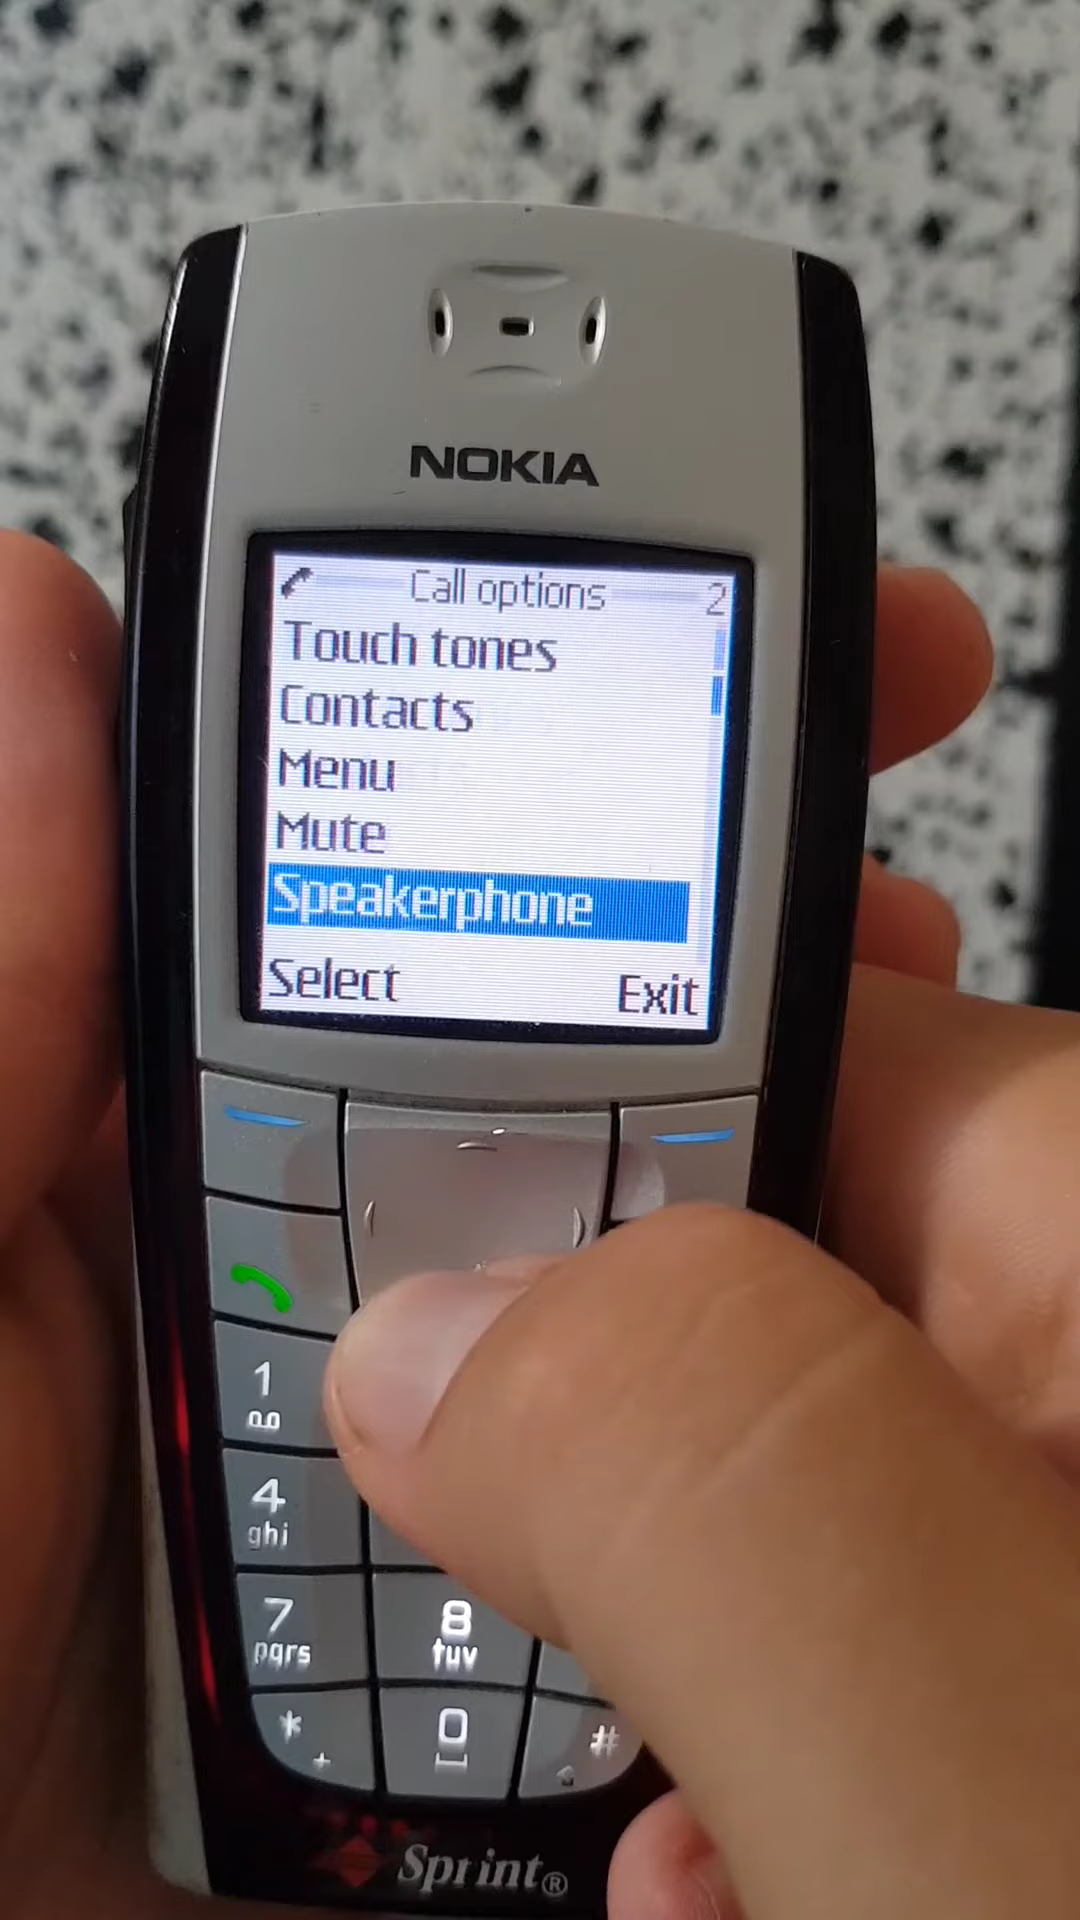 NOKIA
Call options 2
Touch tones
Contacts
Menu
Mute
Speakerphone
Select Exit
1
4
ghi
7 8
pqrs tuv
* 0 #
+
Sprint®